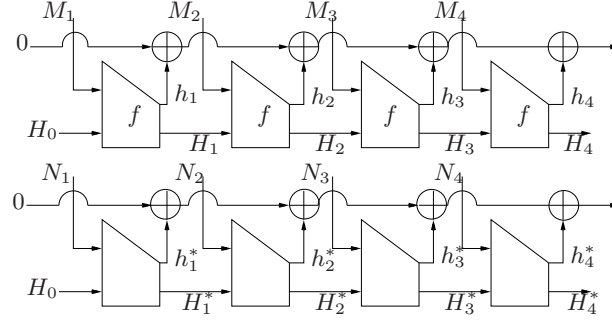 M₁ M₂ M₃ M₄
0
f h₁ f h₂ f h₃ f h₄
H₀ H₁ H₂ H₃ H₄
N₁ N₂ N₃ N₄
0
h₁* h₂* h₃* h₄*
H₀ H₁* H₂* H₃* H₄*